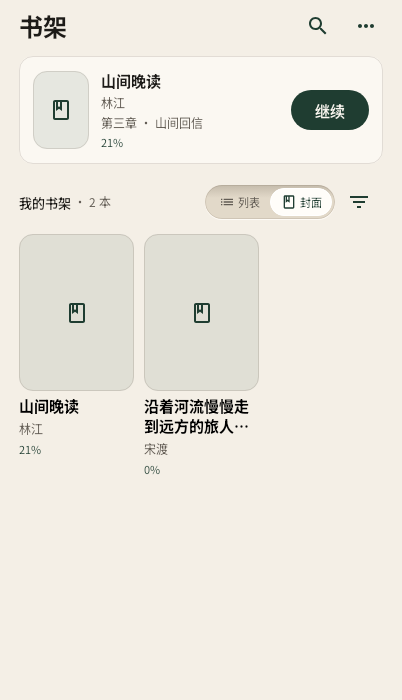 书架
山间晚读
林江
第三章 · 山间回信
21%
继续
我的书架 · 2 本
列表
封面
山间晚读
林江
21%
沿着河流慢慢走
到远方的旅人…
宋渡
0%